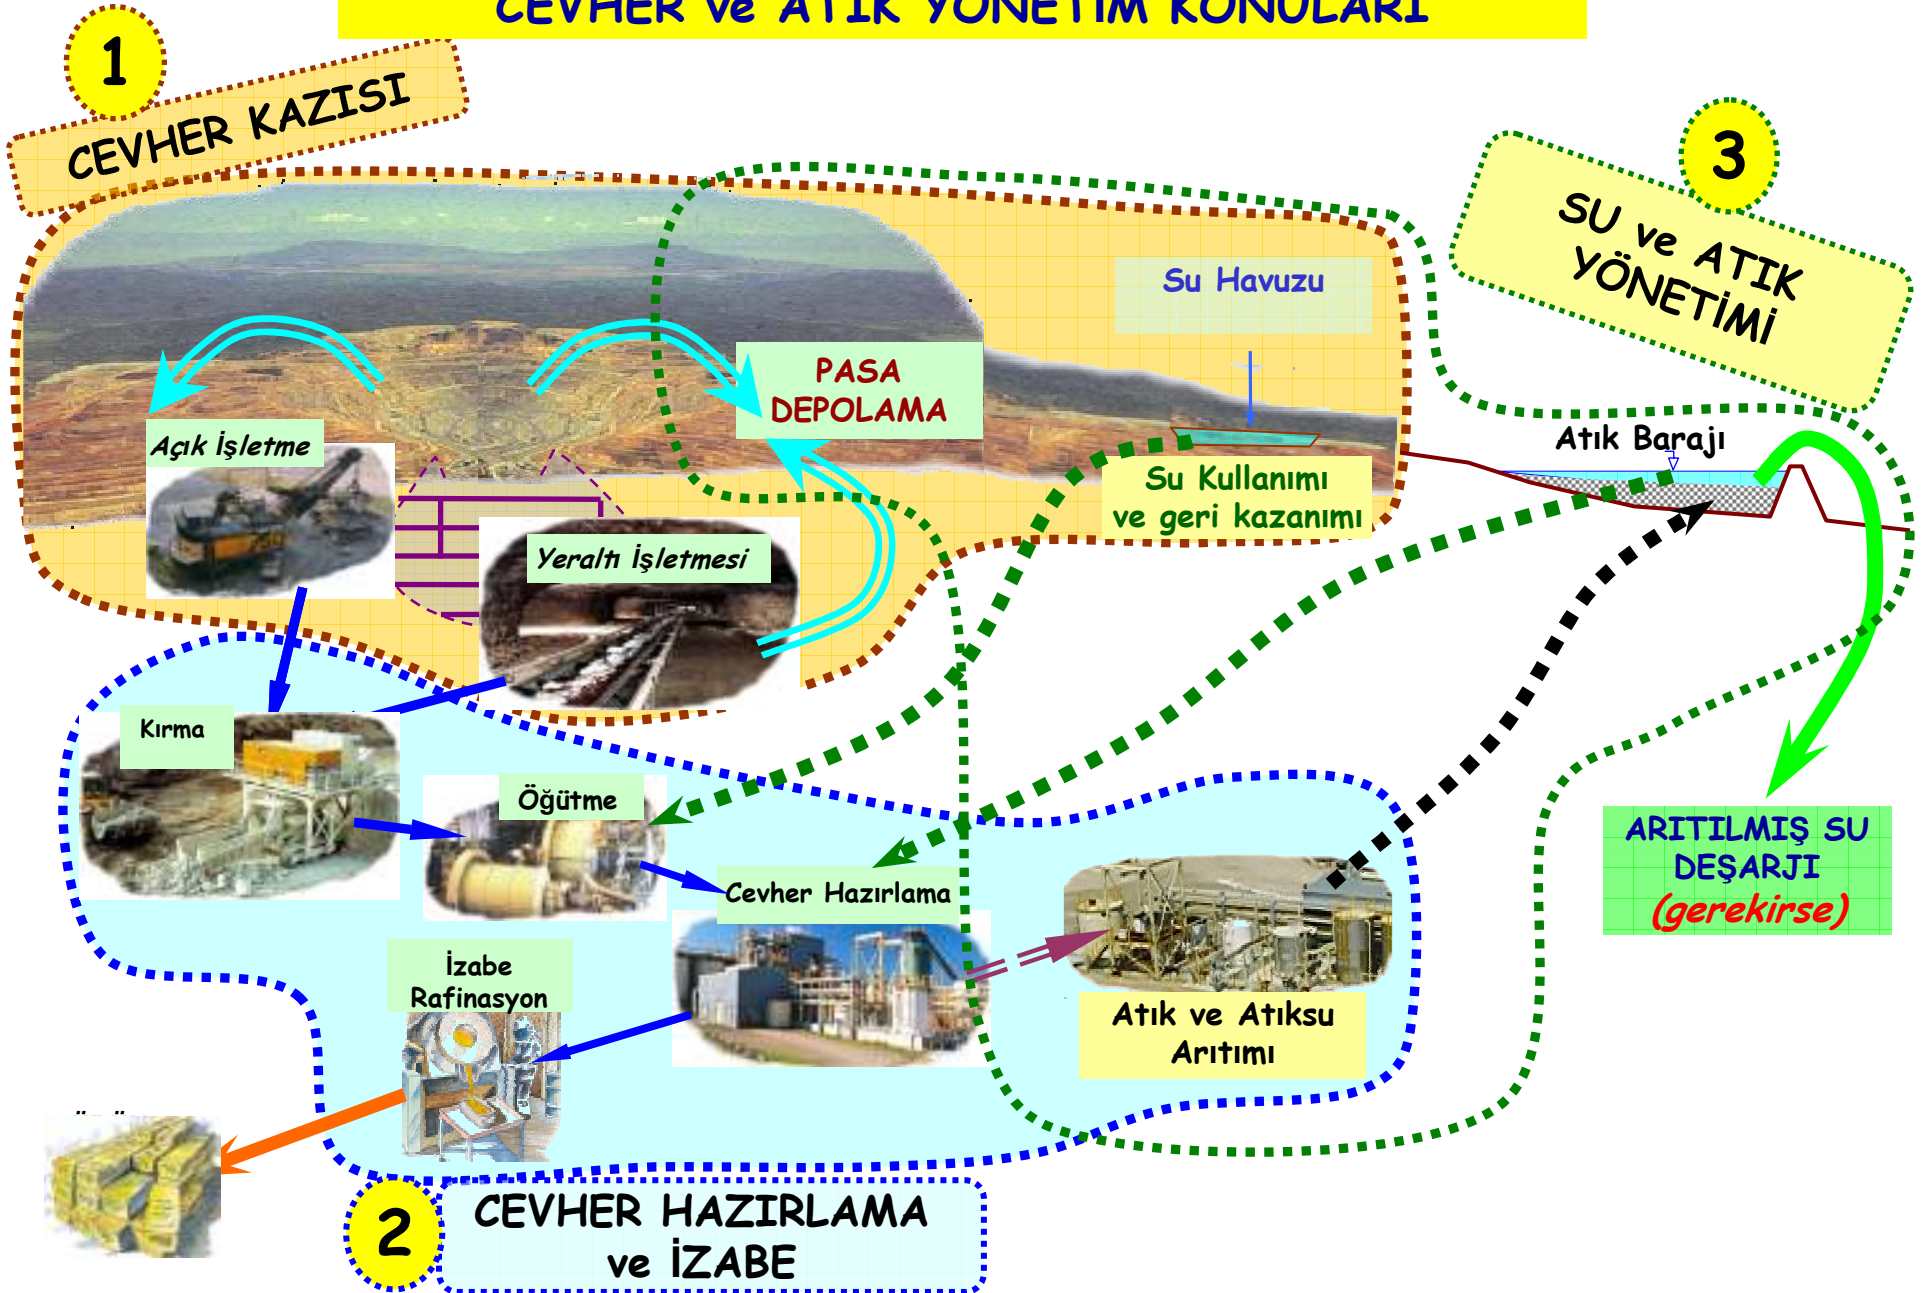 CEVHER ve ATIK YÖNETİM KONULARI
1
CEVHER KAZISI
3
SU ve ATIK
YÖNETİMİ
Su Havuzu
PASA
DEPOLAMA
Açık İşletme
Atık Barajı
Su Kullanımı
ve geri kazanımı
Yeraltı İşletmesi
Kırma
Öğütme
ARITILMIŞ SU
DEŞARJI
(gerekirse)
Cevher Hazırlama
İzabe
Rafinasyon
Atık ve Atıksu
Arıtımı
2
CEVHER HAZIRLAMA
ve İZABE